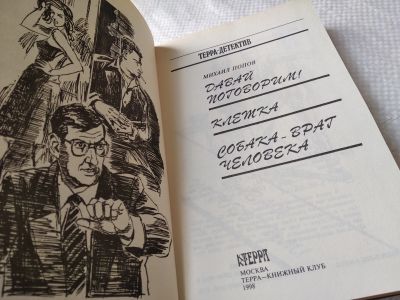 ТЕРРА-ДЕТЕКТИВ
МИХАИЛ ПОПОВ
ДАВАЙ
ПОГОВОРИМ!
КЛЕТКА
СОБАКА - ВРАГ
ЧЕЛОВЕКА
ТЕРРА
МОСКВА
ТЕРРА—КНИЖНЫЙ КЛУБ
1998